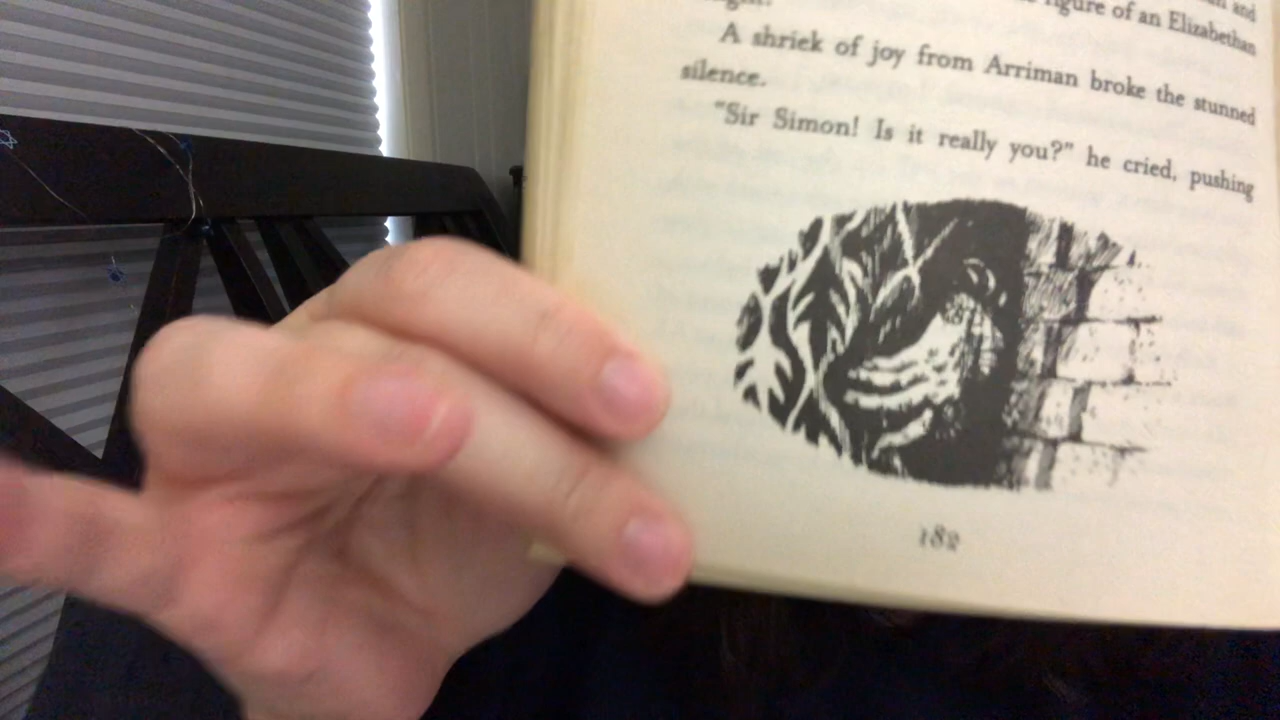 and
figure of an Elizabethan
A shriek of joy from Arriman broke the stunned
silence.
"Sir Simon! Is it really you?" he cried, pushing
182